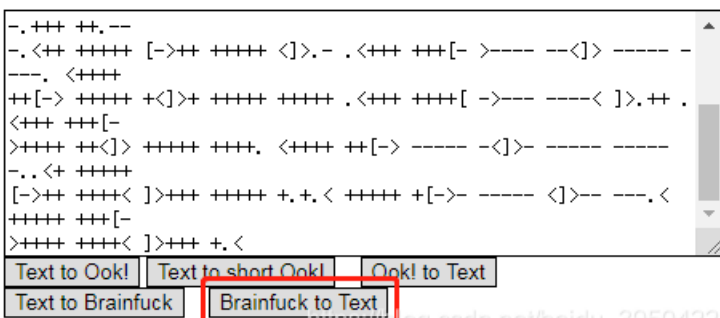 -.+++ ++.--
-.<++ +++++ [->++ +++++ <]>.- .<+++ +++[- >---- --<]> ----- -
---. <++++
++[-> +++++ +<]>+ +++++ +++++ .<+++ ++++[ ->--- ----< ]>.++ .
<+++ +++[-
>++++ ++<]> +++++ ++++. <++++ ++[-> ----- -<]>- ----- -----
-..<+ +++++
[->++ ++++< ]>+++ +++++ +.+.< +++++ +[->- ----- <]>-- ---.<
+++++ +++[-
>++++ ++++< ]>+++ +.<
Text to Ook! Text to short Ook! Ook! to Text
Text to Brainfuck Brainfuck to Text